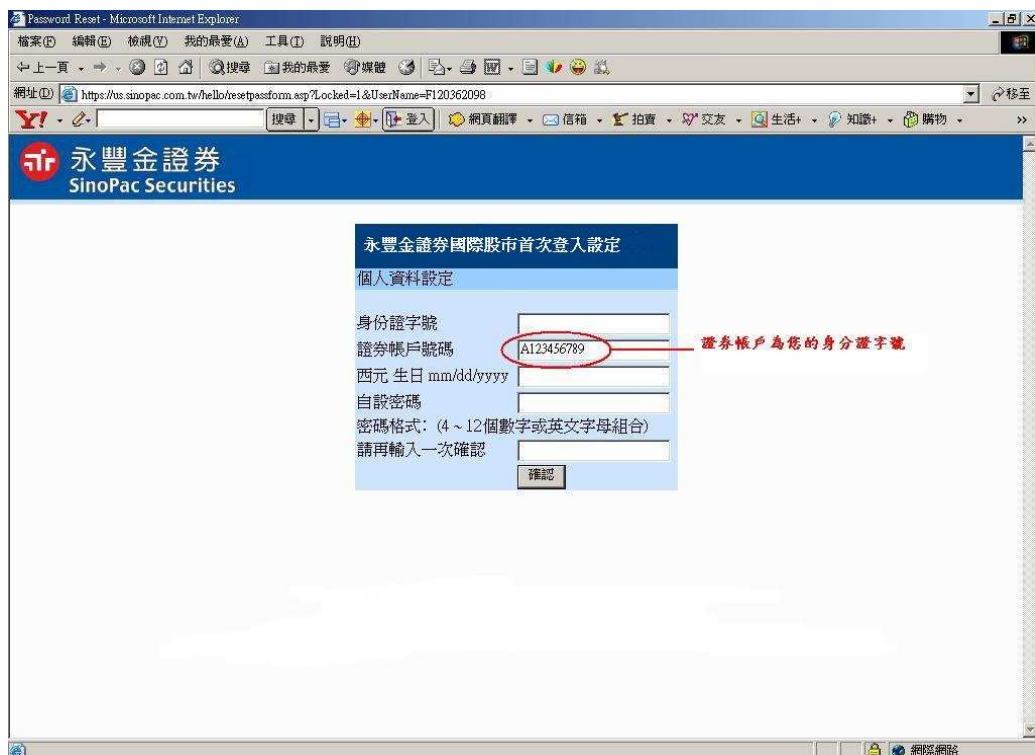 Password Reset - Microsoft Internet Explorer
檔案(F) 編輯(E) 檢視(V) 我的最愛(A) 工具(T) 說明(H)
上一頁 搜尋 我的最愛 媒體
網址(D) https://us.sinopac.com.tw/hello/resetpassform.asp?Locked=1&UserName=F120362098 移至
Y! 搜尋 登入 網頁翻譯 信箱 拍賣 交友 生活+ 知識+ 購物 »
永豐金證券
SinoPac Securities
永豐金證券國際股市首次登入設定
個人資料設定
身份證字號
證券帳戶號碼 A123456789 證券帳戶為您的身分證字號
西元 生日 mm/dd/yyyy
自設密碼
密碼格式：(4～12個數字或英文字母組合)
請再輸入一次確認
確認
網際網路